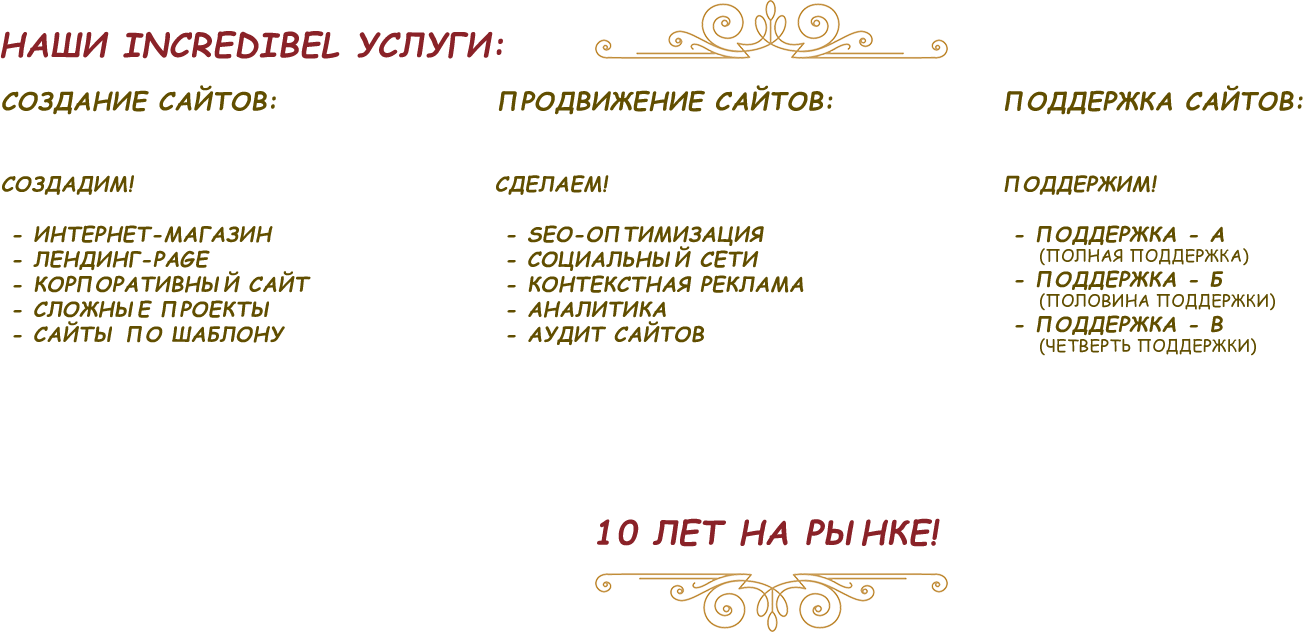 НАШИ INCREDIBEL УСЛУГИ:
СОЗДАНИЕ САЙТОВ:
СОЗДАДИМ!
- ИНТЕРНЕТ-МАГАЗИН
- ЛЕНДИНГ-PAGE
- КОРПОРАТИВНЫЙ САЙТ
- СЛОЖНЫЕ ПРОЕКТЫ
- САЙТЫ ПО ШАБЛОНУ
ПРОДВИЖЕНИЕ САЙТОВ:
СДЕЛАЕМ!
- SEO-ОПТИМИЗАЦИЯ
- СОЦИАЛЬНЫЙ СЕТИ
- КОНТЕКСТНАЯ РЕКЛАМА
- АНАЛИТИКА
- АУДИТ САЙТОВ
ПОДДЕРЖКА САЙТОВ:
ПОДДЕРЖИМ!
- ПОДДЕРЖКА - А
(ПОЛНАЯ ПОДДЕРЖКА)
- ПОДДЕРЖКА - Б
(ПОЛОВИНА ПОДДЕРЖКИ)
- ПОДДЕРЖКА - В
(ЧЕТВЕРТЬ ПОДДЕРЖКИ)
10 ЛЕТ НА РЫНКЕ!